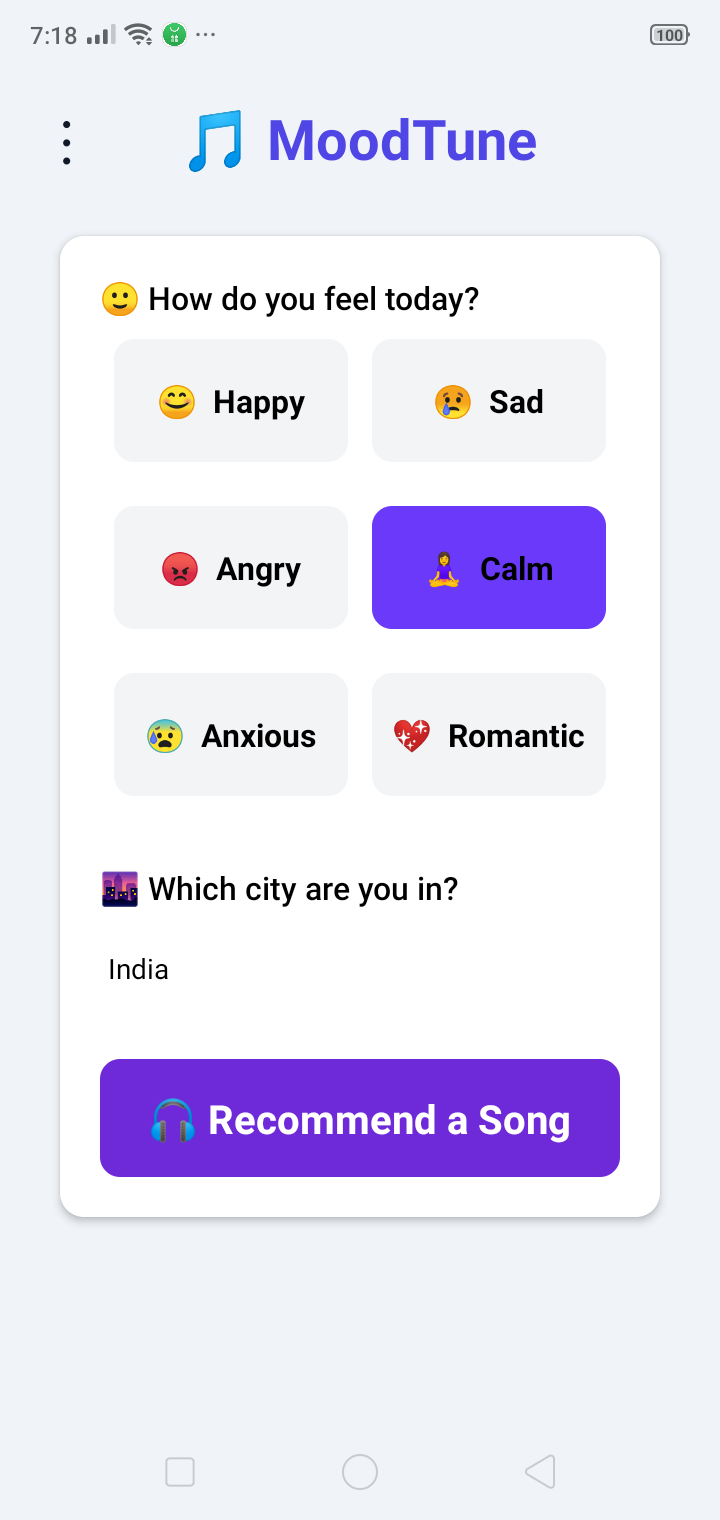 7:18 100
MoodTune
How do you feel today?
Happy Sad
Angry Calm
Anxious Romantic
Which city are you in?
India
Recommend a Song